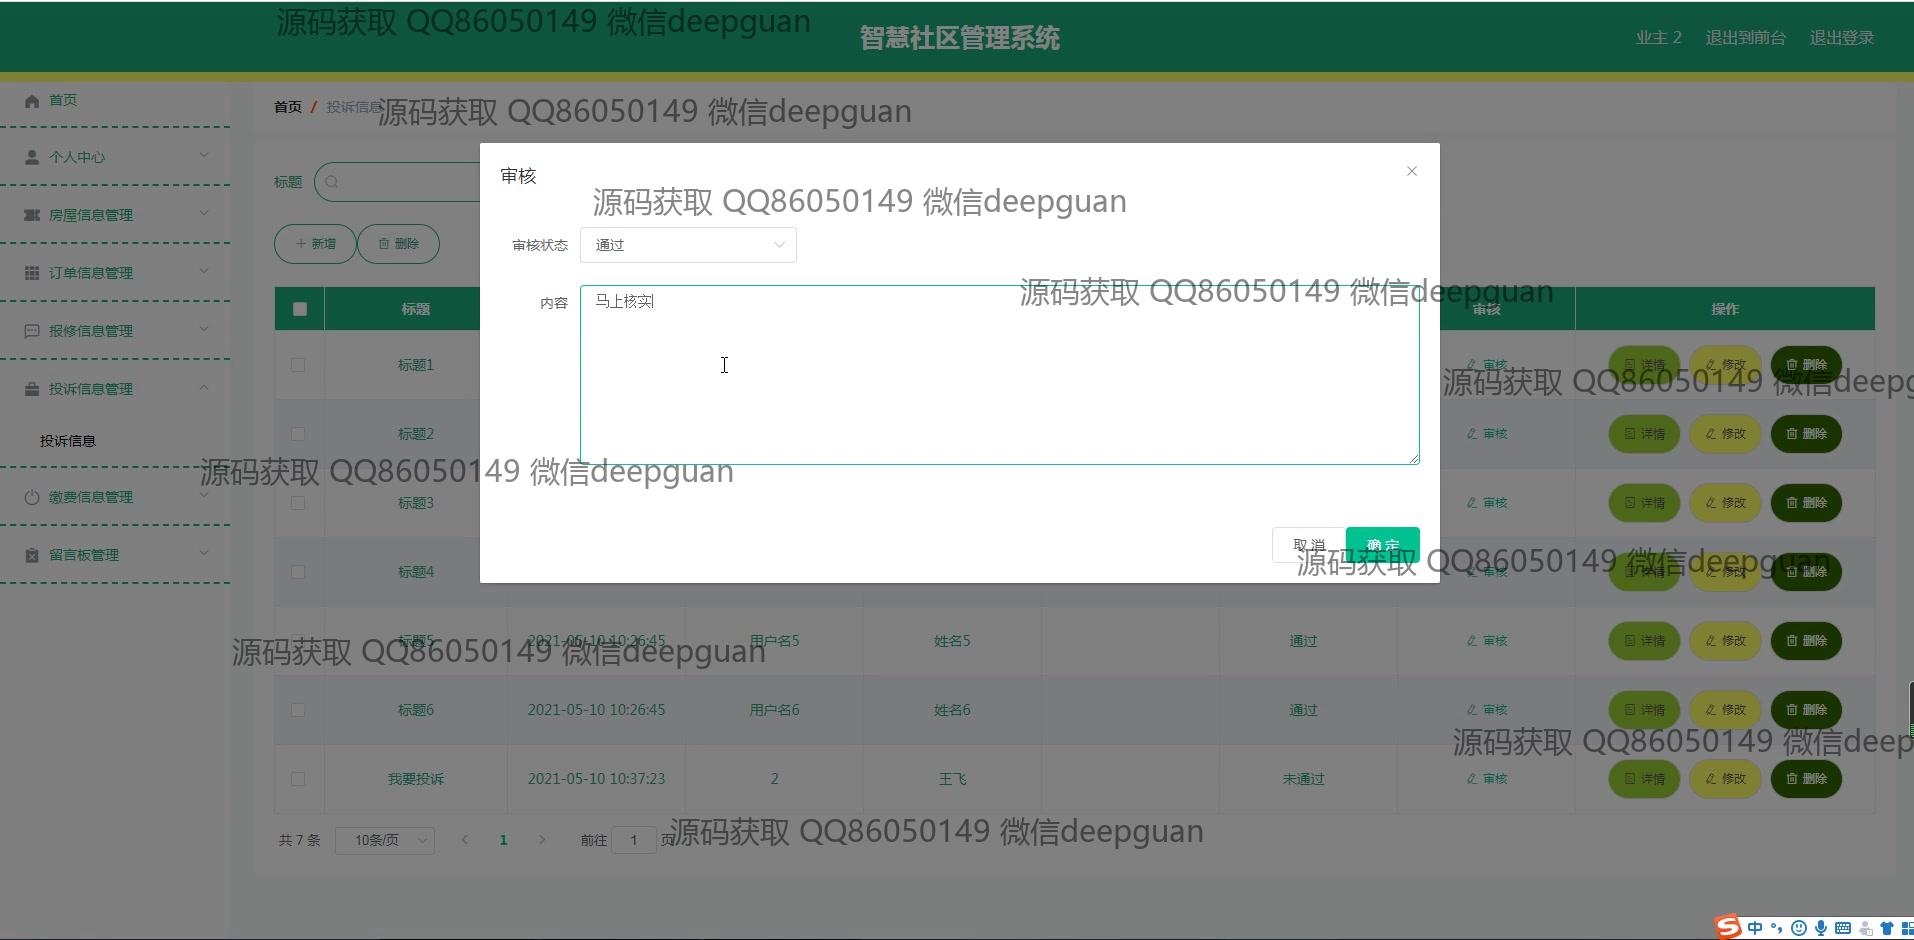 源码获取 QQ86050149 微信deepguan
智慧社区管理系统
业主 2 退出到前台 退出登录
首页
首页 / 投诉信息
源码获取 QQ86050149 微信deepguan
个人中心
房屋信息管理
订单信息管理
报修信息管理
投诉信息管理
投诉信息
缴费信息管理
留言板管理
标题
新增 删除
审核
源码获取 QQ86050149 微信deepguan
审核状态 通过
内容 马上核实
源码获取 QQ86050149 微信deepguan
取消 确定
标题 审核 操作
标题1 审核 详情 修改 删除
源码获取 QQ86050149 微信deepg
标题2 审核 详情 修改 删除
源码获取 QQ86050149 微信deepguan
标题3 审核 详情 修改 删除
源码获取 QQ86050149 微信deepguan
标题4 审核 详情 修改 删除
标题5 2021-05-10 10:26:45 用户名5 姓名5 通过 审核 详情 修改 删除
源码获取 QQ86050149 微信deepguan
标题6 2021-05-10 10:26:45 用户名6 姓名6 通过 审核 详情 修改 删除
源码获取 QQ86050149 微信deep
我要投诉 2021-05-10 10:37:23 2 王飞 未通过 审核 详情 修改 删除
共 7 条 10条/页 1 前往 1 页
源码获取 QQ86050149 微信deepguan
S 中